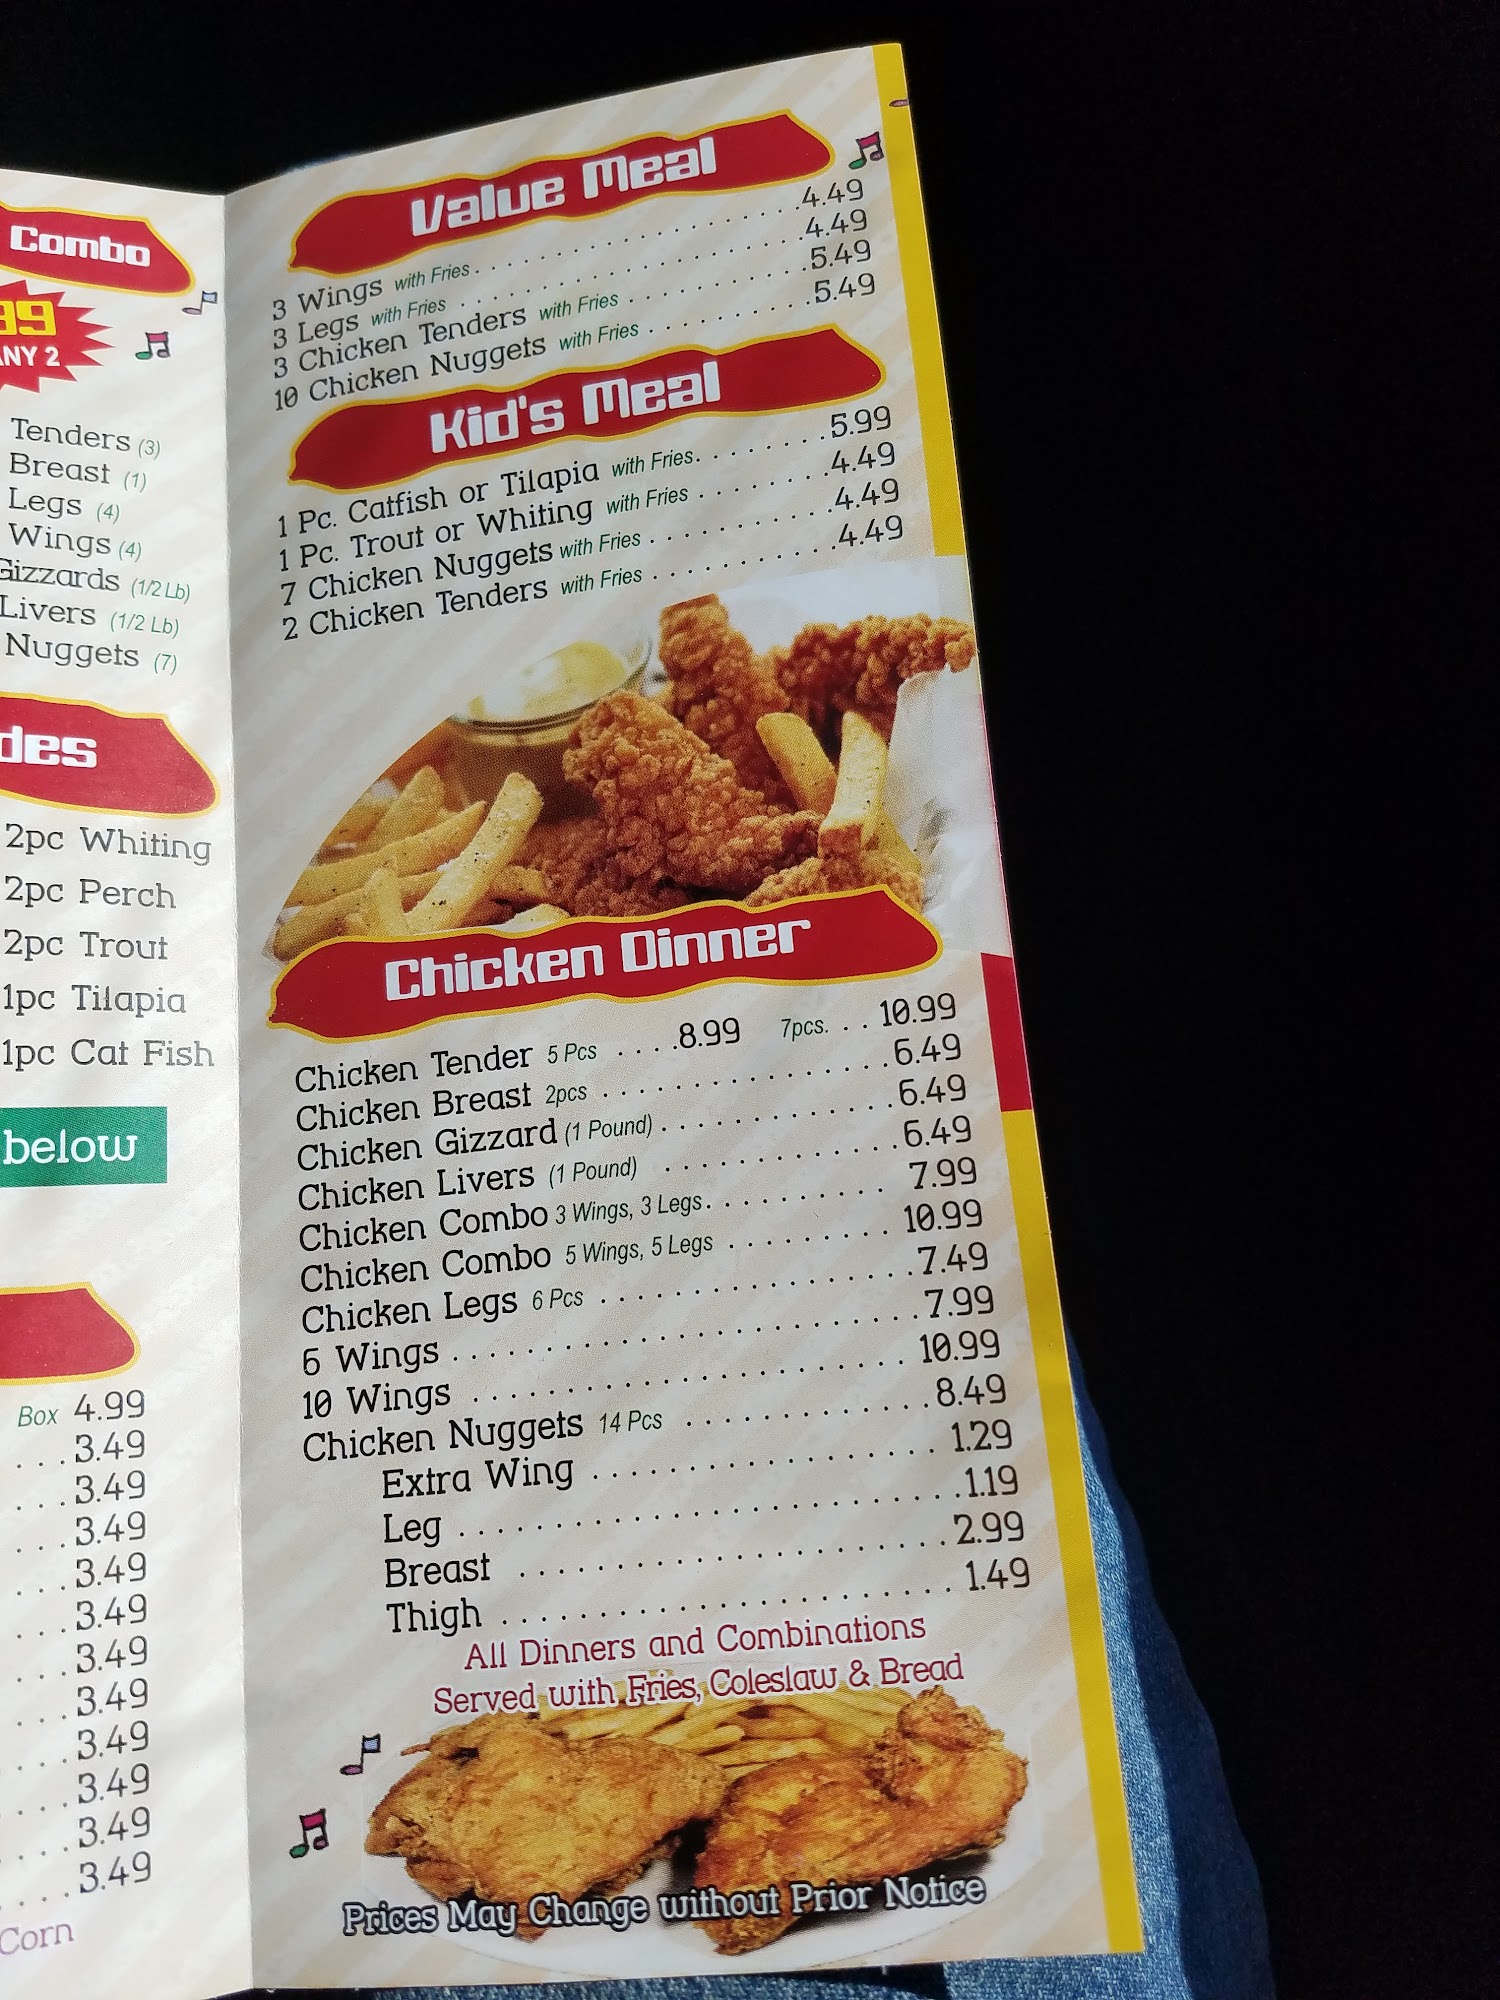 Combo
99
ANY 2
Tenders (3)
Breast (1)
Legs (4)
Wings (4)
Gizzards (1/2 Lb)
Livers (1/2 Lb)
Nuggets (7)
2pc Whiting
2pc Perch
2pc Trout
1pc Tilapia
1pc Cat Fish
below
Box 4.99
...3.49
...3.49
...3.49
...3.49
...3.49
...3.49
...3.49
...3.49
...3.49
...3.49
...3.49
Corn
Value Meal
3 Wings with Fries 4.49
3 Legs with Fries 4.49
3 Chicken Tenders with Fries 5.49
10 Chicken Nuggets with Fries 5.49
Kid's Meal
1 Pc. Catfish or Tilapia with Fries 5.99
1 Pc. Trout or Whiting with Fries 4.49
7 Chicken Nuggets with Fries 4.49
2 Chicken Tenders with Fries 4.49
Chicken Dinner
Chicken Tender 5 Pcs ....8.99 7pcs... 10.99
Chicken Breast 2pcs 6.49
Chicken Gizzard (1 Pound) 6.49
Chicken Livers (1 Pound) 6.49
Chicken Combo 3 Wings, 3 Legs 7.99
Chicken Combo 5 Wings, 5 Legs 10.99
Chicken Legs 6 Pcs 7.49
6 Wings 7.99
10 Wings 10.99
Chicken Nuggets 14 Pcs 8.49
Extra Wing 1.29
Leg 1.19
Breast 2.99
Thigh 1.49
All Dinners and Combinations
Served with Fries, Coleslaw & Bread
Prices May Change without Prior Notice